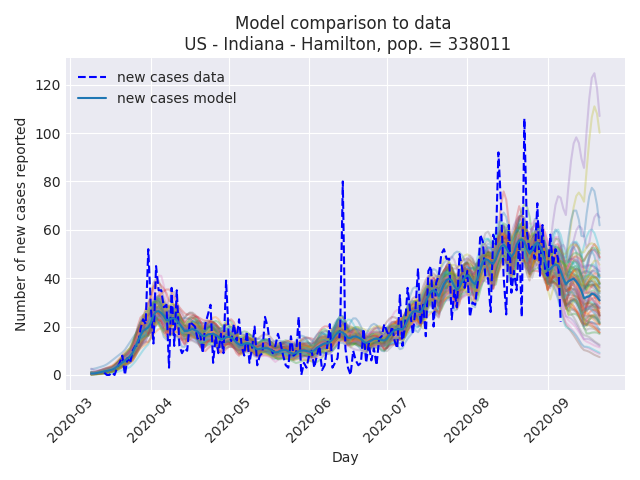 Model comparison to data
US - Indiana - Hamilton, pop. = 338011
new cases data
new cases model
Number of new cases reported
120
100
80
60
40
20
0
2020-03
2020-04
2020-05
2020-06
2020-07
2020-08
2020-09
Day